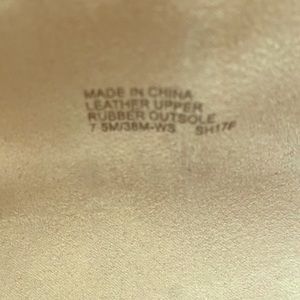 MADE IN CHINA
LEATHER UPPER
RUBBER OUTSOLE
7.5M/38M-WS SH17F